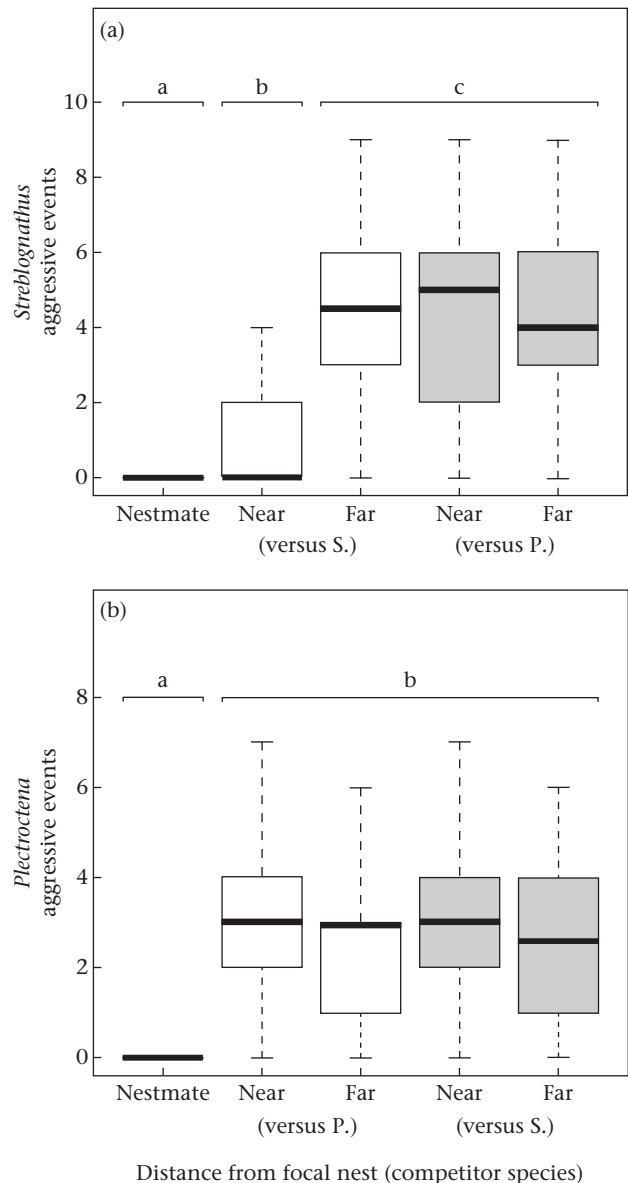 (a)
a b c
10
8
6
4
2
0
Streblognathus
aggressive events
Nestmate Near Far Near Far
(versus S.) (versus P.)
(b)
a b
8
6
4
2
0
Plectroctena
aggressive events
Nestmate Near Far Near Far
(versus P.) (versus S.)
Distance from focal nest (competitor species)